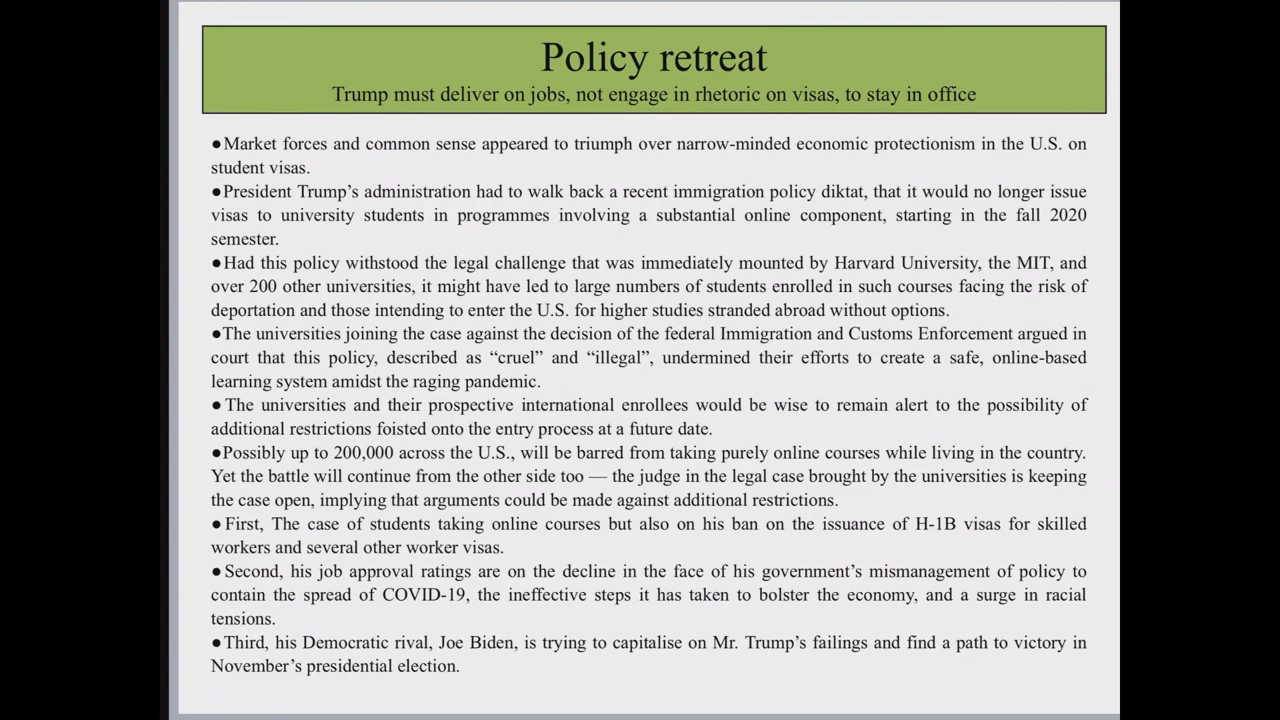 Policy retreat
Trump must deliver on jobs, not engage in rhetoric on visas, to stay in office
●Market forces and common sense appeared to triumph over narrow-minded economic protectionism in the U.S. on
student visas.
●President Trump's administration had to walk back a recent immigration policy diktat, that it would no longer issue
visas to university students in programmes involving a substantial online component, starting in the fall 2020
semester.
●Had this policy withstood the legal challenge that was immediately mounted by Harvard University, the MIT, and
over 200 other universities, it might have led to large numbers of students enrolled in such courses facing the risk of
deportation and those intending to enter the U.S. for higher studies stranded abroad without options.
●The universities joining the case against the decision of the federal Immigration and Customs Enforcement argued in
court that this policy, described as “cruel” and “illegal”, undermined their efforts to create a safe, online-based
learning system amidst the raging pandemic.
● The universities and their prospective international enrollees would be wise to remain alert to the possibility of
additional restrictions foisted onto the entry process at a future date.
●Possibly up to 200,000 across the U.S., will be barred from taking purely online courses while living in the country.
Yet the battle will continue from the other side too — the judge in the legal case brought by the universities is keeping
the case open, implying that arguments could be made against additional restrictions.
● First, The case of students taking online courses but also on his ban on the issuance of H-1B visas for skilled
workers and several other worker visas.
● Second, his job approval ratings are on the decline in the face of his government’s mismanagement of policy to
contain the spread of COVID-19, the ineffective steps it has taken to bolster the economy, and a surge in racial
tensions.
●Third, his Democratic rival, Joe Biden, is trying to capitalise on Mr. Trump’s failings and find a path to victory in
November’s presidential election.